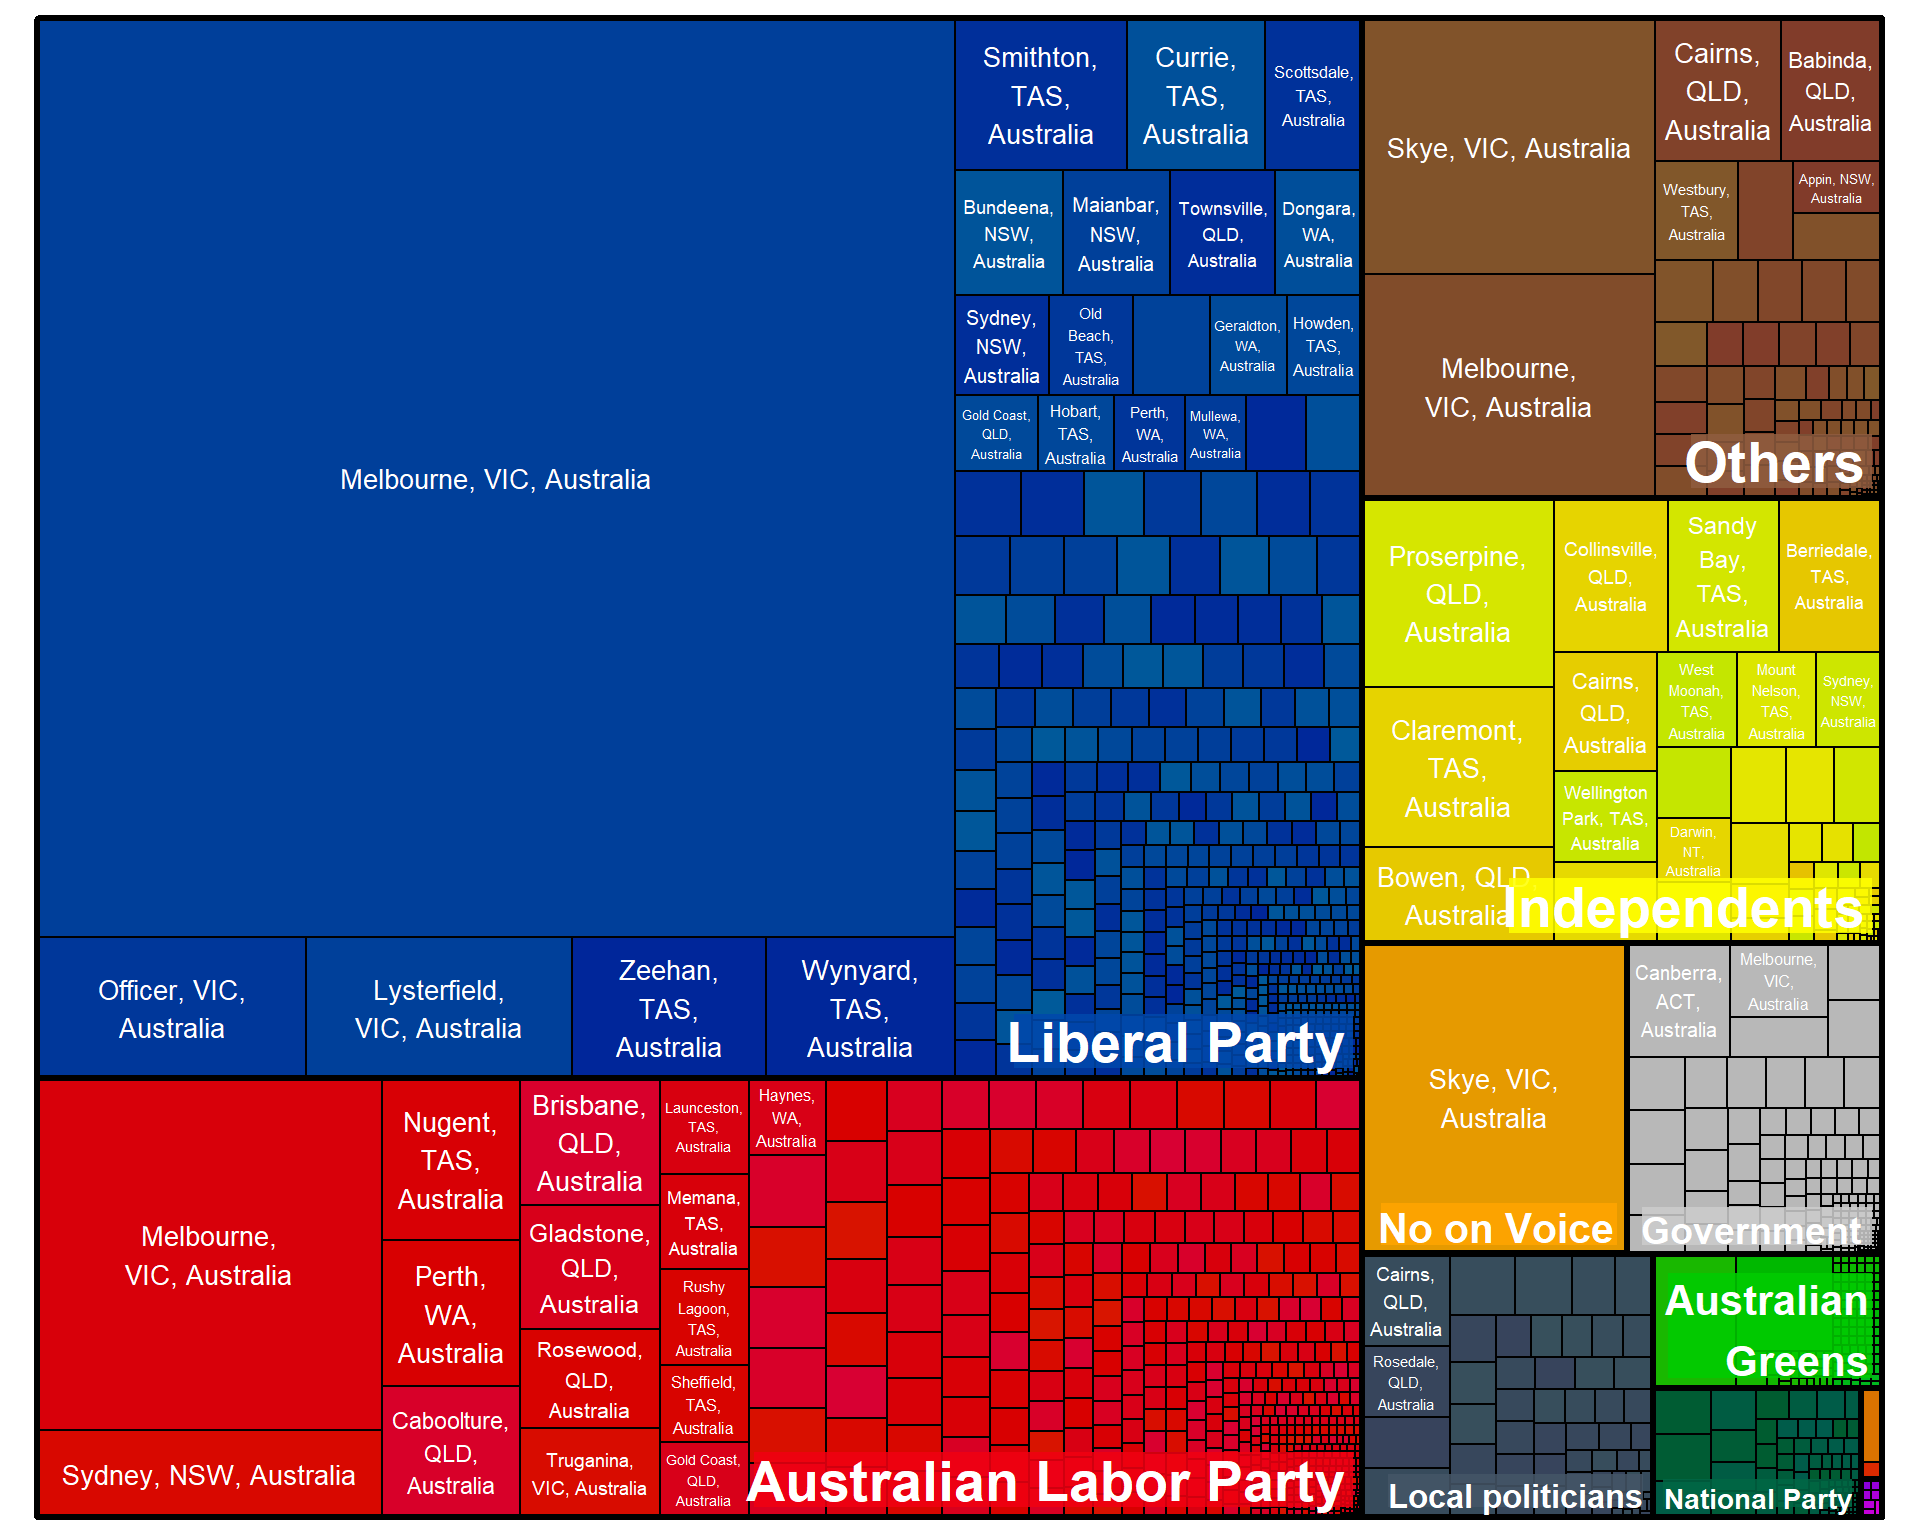 Melbourne, VIC, Australia
Officer, VIC,
Australia
Lysterfield,
VIC, Australia
Zeehan,
TAS,
Australia
Wynyard,
TAS,
Australia
Smithton,
TAS,
Australia
Currie,
TAS,
Australia
Scottsdale,
TAS,
Australia
Bundeena,
NSW,
Australia
Maianbar,
NSW,
Australia
Townsville,
QLD,
Australia
Dongara,
WA,
Australia
Sydney,
NSW,
Australia
Old
Beach,
TAS,
Australia
Geraldton,
WA,
Australia
Howden,
TAS,
Australia
Gold Coast,
QLD,
Australia
Hobart,
TAS,
Australia
Perth,
WA,
Australia
Mullewa,
WA,
Australia
Liberal Party
Melbourne,
VIC, Australia
Sydney, NSW, Australia
Nugent,
TAS,
Australia
Perth,
WA,
Australia
Caboolture,
QLD,
Australia
Brisbane,
QLD,
Australia
Gladstone,
QLD,
Australia
Rosewood,
QLD,
Australia
Truganina,
VIC, Australia
Launceston,
TAS,
Australia
Memana,
TAS,
Australia
Rushy
Lagoon,
TAS,
Australia
Sheffield,
TAS,
Australia
Gold Coast,
QLD,
Australia
Haynes,
WA,
Australia
Australian Labor Party
Skye, VIC, Australia
Melbourne,
VIC, Australia
Cairns,
QLD,
Australia
Babinda,
QLD,
Australia
Westbury,
TAS,
Australia
Appin, NSW,
Australia
Others
Proserpine,
QLD,
Australia
Claremont,
TAS,
Australia
Bowen, QLD,
Australia
Collinsville,
QLD,
Australia
Sandy
Bay,
TAS,
Australia
Berriedale,
TAS,
Australia
Cairns,
QLD,
Australia
Wellington
Park, TAS,
Australia
West
Moonah,
TAS,
Australia
Mount
Nelson,
TAS,
Australia
Sydney,
NSW,
Australia
Darwin,
NT,
Australia
Independents
Skye, VIC,
Australia
No on Voice
Canberra,
ACT,
Australia
Melbourne,
VIC,
Australia
Government
Cairns,
QLD,
Australia
Rosedale,
QLD,
Australia
Local politicians
Australian
Greens
National Party